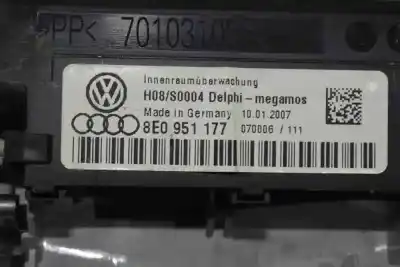 >PP< 7010310
Innenraumüberwachung
H08/S0004 Delphi-megamos
Made in Germany 10.01.2007
8E0 951 177 070006 / 111